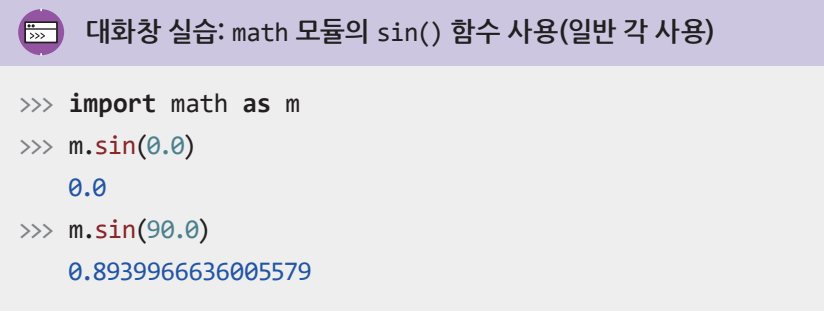 대화창 실습: math 모듈의 sin() 함수 사용(일반 각 사용)
>>> import math as m
>>> m.sin(0.0)
0.0
>>> m.sin(90.0)
0.8939966636005579